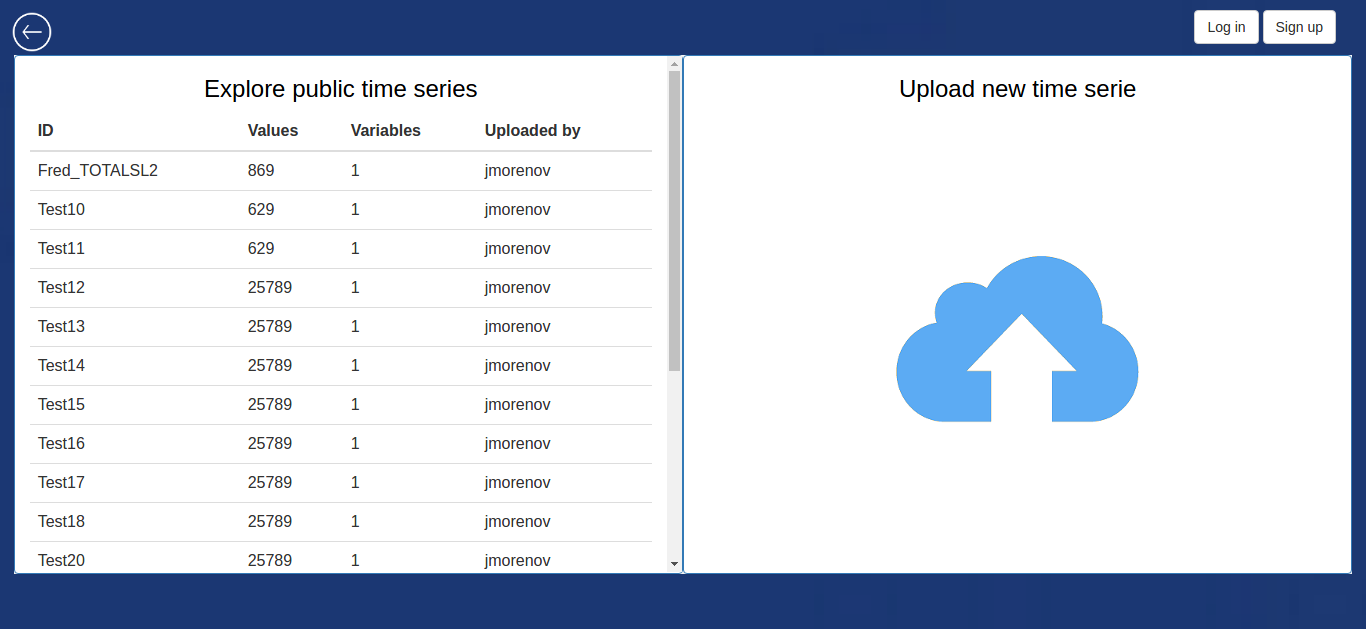 Log in Sign up
Explore public time series
ID Values Variables Uploaded by
Fred_TOTALSL2 869 1 jmorenov
Test10 629 1 jmorenov
Test11 629 1 jmorenov
Test12 25789 1 jmorenov
Test13 25789 1 jmorenov
Test14 25789 1 jmorenov
Test15 25789 1 jmorenov
Test16 25789 1 jmorenov
Test17 25789 1 jmorenov
Test18 25789 1 jmorenov
Test20 25789 1 jmorenov
Upload new time serie